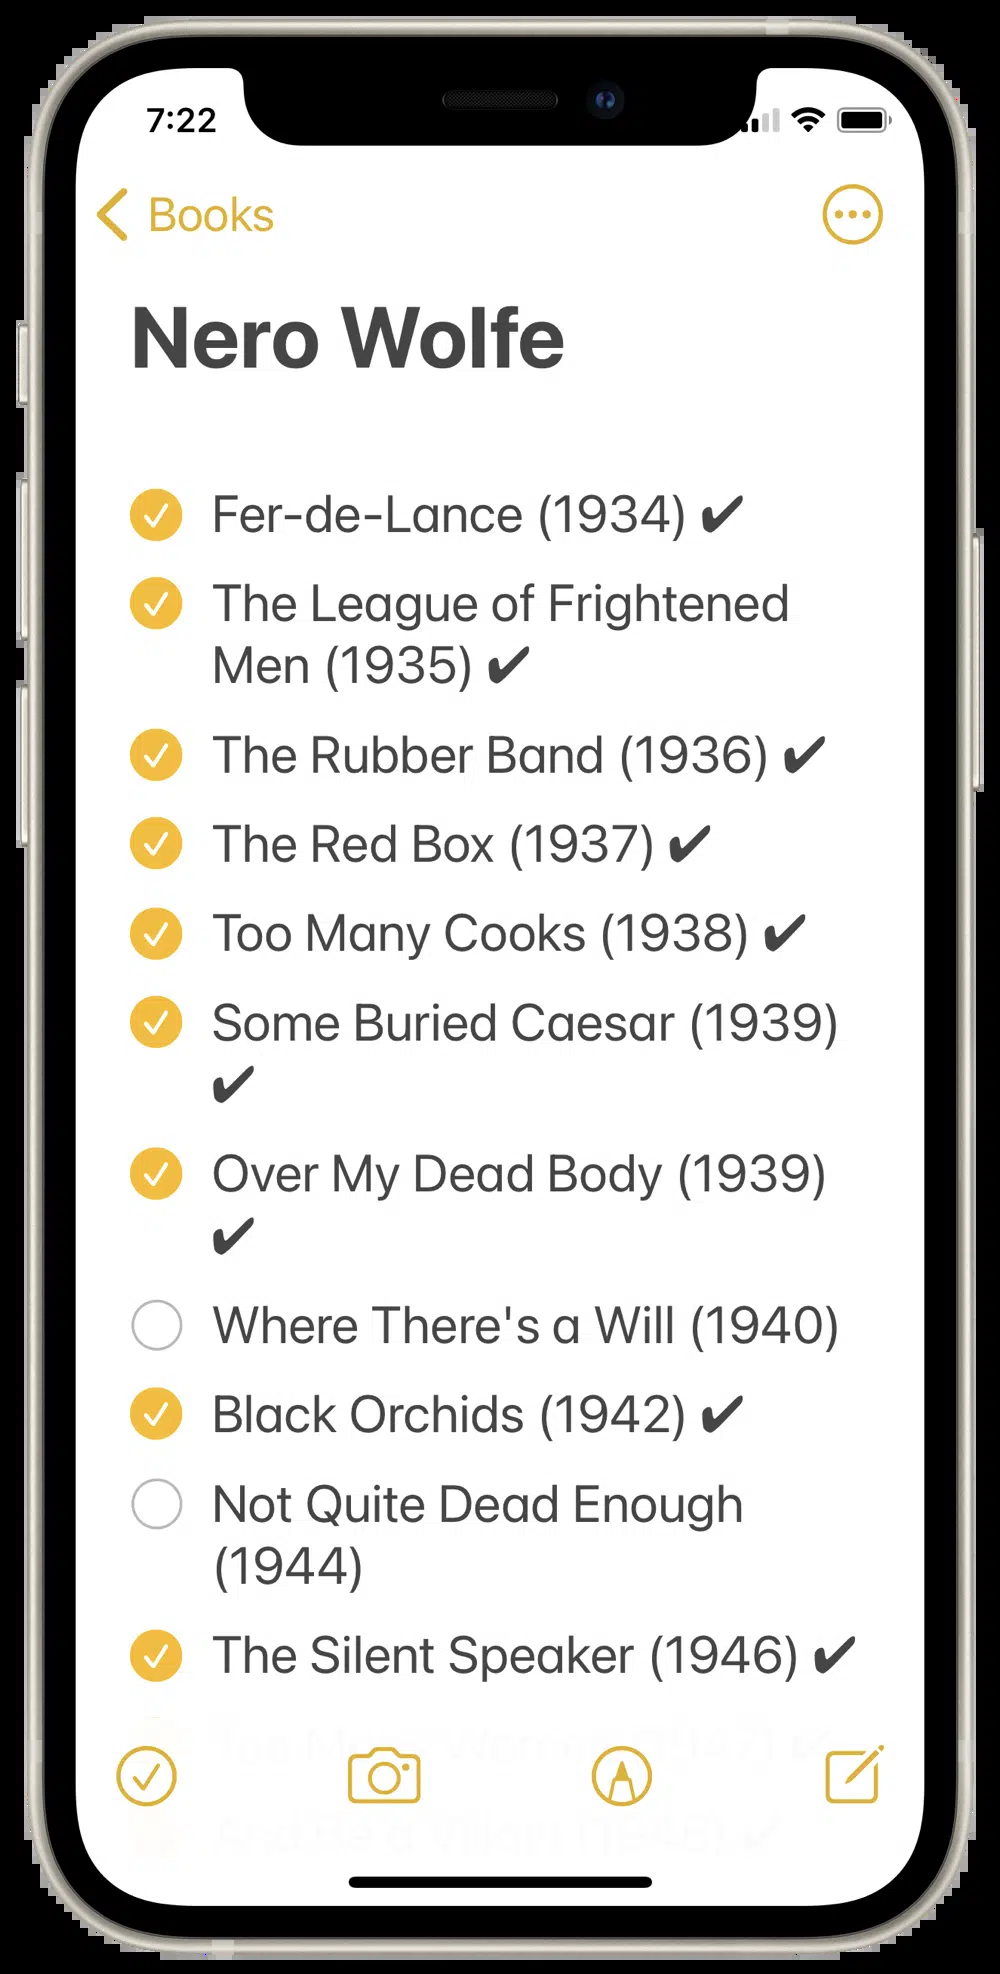 7:22
Books
Nero Wolfe
Fer-de-Lance (1934) ✔
The League of Frightened
Men (1935) ✔
The Rubber Band (1936) ✔
The Red Box (1937) ✔
Too Many Cooks (1938) ✔
Some Buried Caesar (1939)
✔
Over My Dead Body (1939)
✔
Where There's a Will (1940)
Black Orchids (1942) ✔
Not Quite Dead Enough
(1944)
The Silent Speaker (1946) ✔